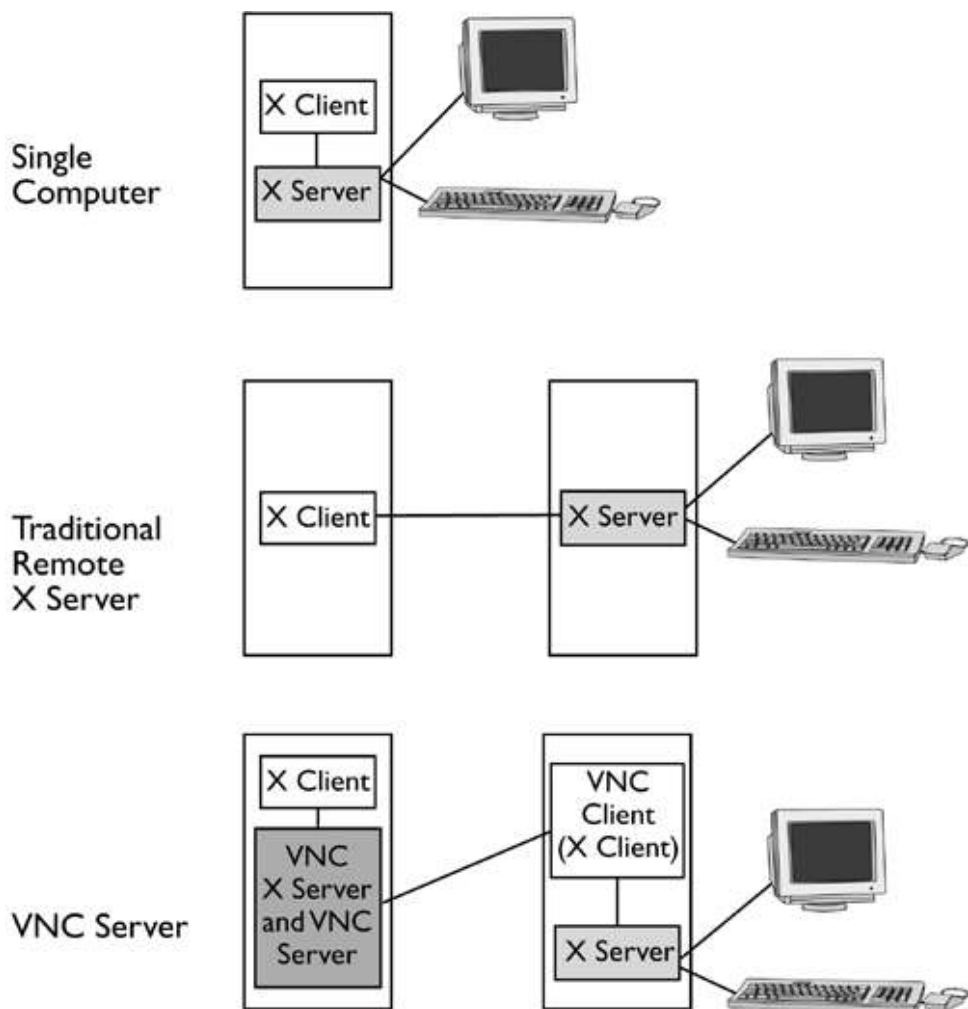 Single
Computer
X Client
X Server
Traditional
Remote
X Server
X Client
X Server
VNC Server
X Client
VNC
X Server
and VNC
Server
VNC
Client
(X Client)
X Server